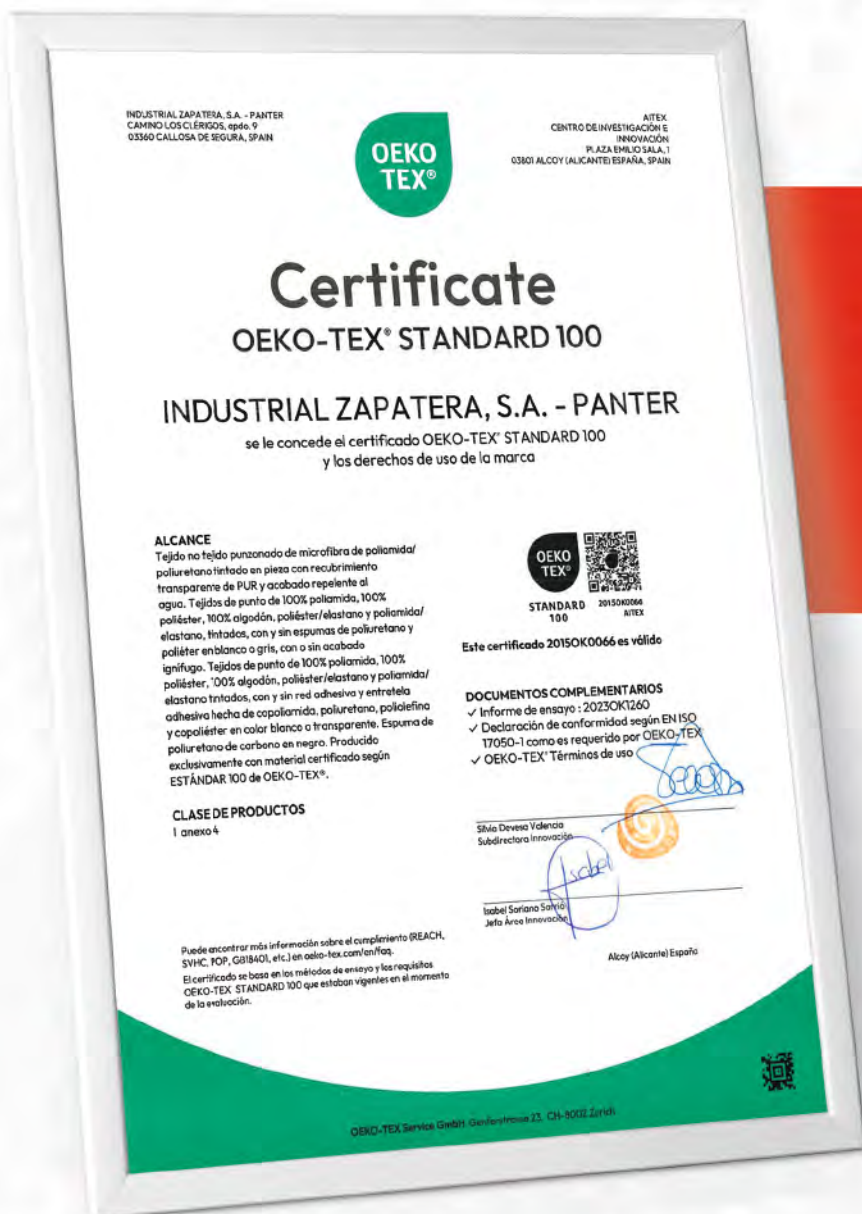 INDUSTRIAL ZAPATERA, S.A. - PANTER
CAMINO LOS CLÉRIGOS, apdo. 9
03360 CALLOSA DE SEGURA, SPAIN
OEKO
TEX®
AITEX
CENTRO DE INVESTIGACIÓN E
INNOVACIÓN
PLAZA EMILIO SALA, 1
03801 ALCOY (ALICANTE) ESPAÑA, SPAIN
Certificate
OEKO-TEX® STANDARD 100
INDUSTRIAL ZAPATERA, S.A. - PANTER
se le concede el certificado OEKO-TEX® STANDARD 100
y los derechos de uso de la marca
ALCANCE
Tejido no tejido punzonado de microfibra de poliamida/
poliuretano tintado en pieza con recubrimiento
transparente de PUR y acabado repelente al
agua. Tejidos de punto de 100% poliamida, 100%
poliéster, 100% algodón, poliéster/elastano y poliamida/
elastano, tintados, con y sin espumas de poliuretano y
poliéter en blanco o gris, con o sin acabado
ignífugo. Tejidos de punto de 100% poliamida, 100%
poliéster, 100% algodón, poliéster/elastano y poliamida/
elastano tintados, con y sin red adhesiva y entretela
adhesiva hecha de copoliamida, poliuretano, poliolefina
y copoliéster en color blanco o transparente. Espuma de
poliuretano de carbono en negro. Producido
exclusivamente con material certificado según
ESTÁNDAR 100 de OEKO-TEX®.
CLASE DE PRODUCTOS
I anexo 4
OEKO
TEX®
STANDARD
100
2015OK0066
AITEX
Este certificado 2015OK0066 es válido
DOCUMENTOS COMPLEMENTARIOS
✓ Informe de ensayo : 2023OK1260
✓ Declaración de conformidad según EN ISO
17050-1 como es requerido por OEKO-TEX
✓ OEKO-TEX® Términos de uso
Silvia Devesa Valencia
Subdirectora Innovación
Isabel
Isabel Soriano Sarrió
Jefa Área Innovación
Alcoy (Alicante) España
Puede encontrar más información sobre el cumplimiento (REACH,
SVHC, POP, GB18401, etc.) en oeko-tex.com/en/faq.
El certificado se basa en los métodos de ensayo y los requisitos
OEKO-TEX STANDARD 100 que estaban vigentes en el momento
de la evaluación.
OEKO-TEX Service GmbH Genferstrasse 23, CH-8002 Zürich